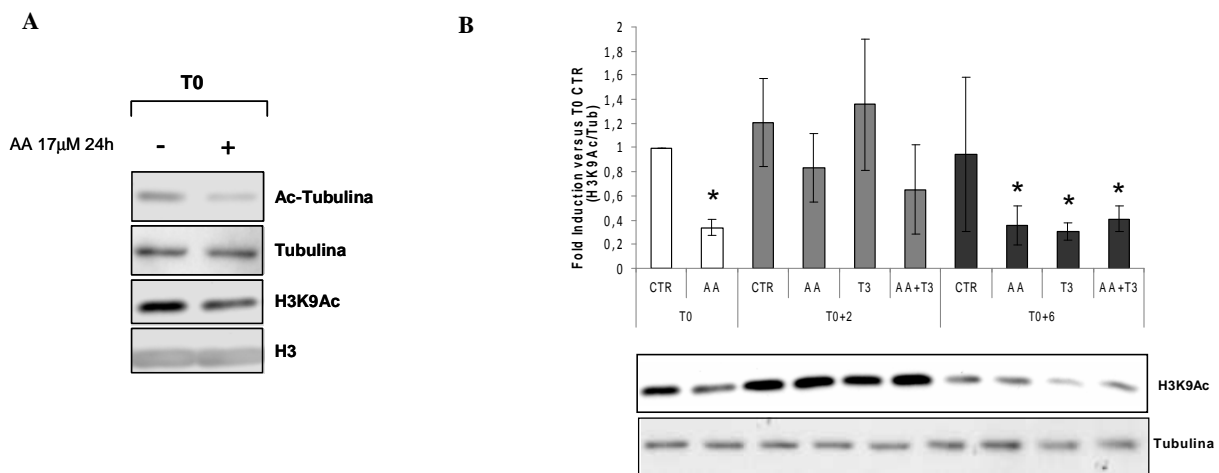 A
T0
AA 17µM 24h - +
Ac-Tubulina
Tubulina
H3K9Ac
H3
B
Fold Induction versus T0 CTR
(H3K9Ac/Tub)
2
1,8
1,6
1,4
1,2
1
0,8
0,6
0,4
0,2
0
* * * *
CTR AA CTR AA T3 AA+T3 CTR AA T3 AA+T3
T0 T0+2 T0+6
H3K9Ac
Tubulina